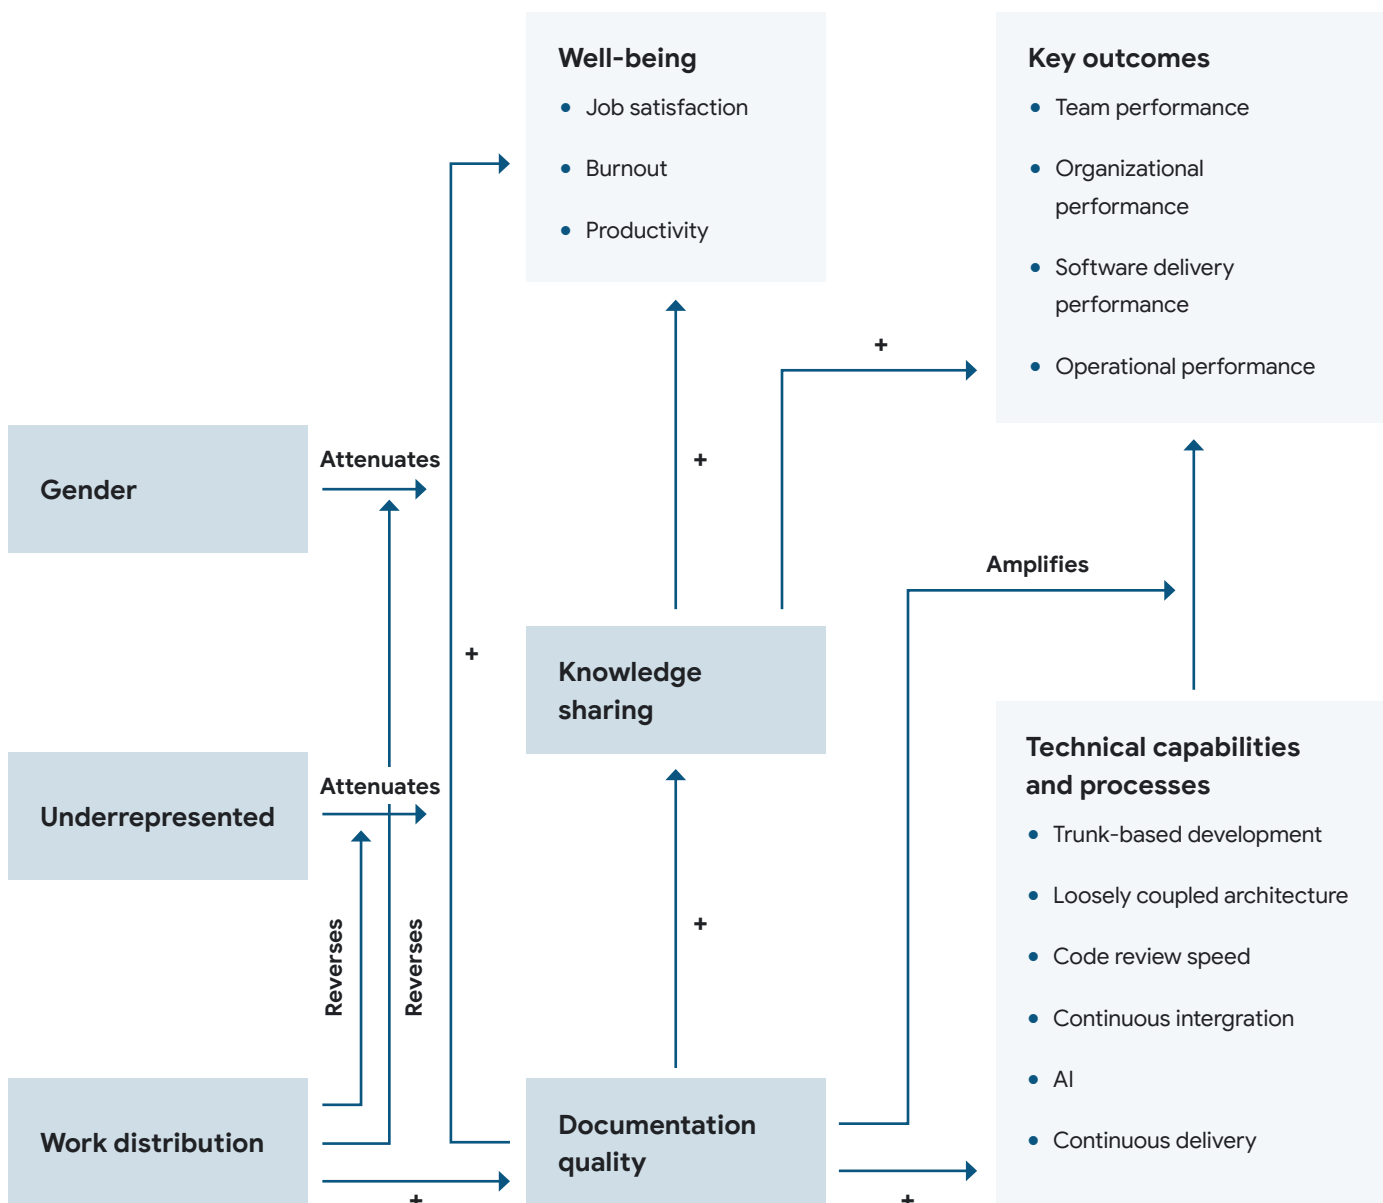 Well-being
• Job satisfaction
• Burnout
• Productivity
Key outcomes
• Team performance
• Organizational
performance
• Software delivery
performance
• Operational performance
+
Gender
Attenuates
+
Amplifies
+
Knowledge
sharing
Underrepresented
Attenuates
Technical capabilities
and processes
• Trunk-based development
• Loosely coupled architecture
• Code review speed
• Continuous intergration
• AI
• Continuous delivery
+
Reverses
Reverses
Work distribution
Documentation
quality
+
+